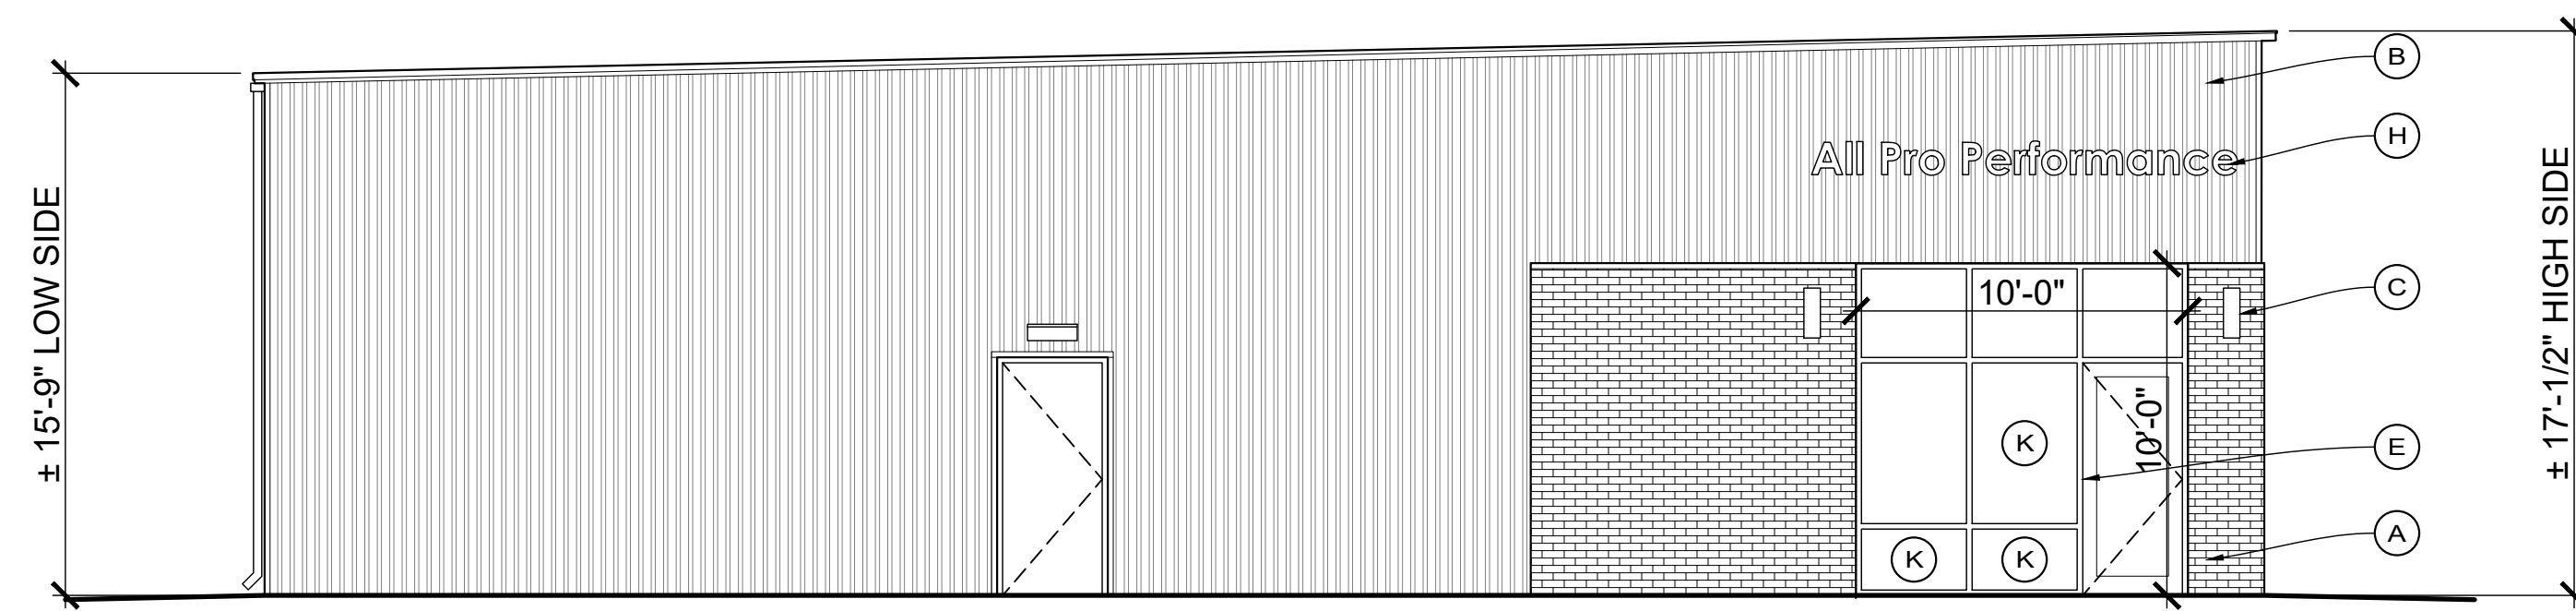 ± 15'-9" LOW SIDE
All Pro Performance
10'-0"
10'-0"
K
K
K
B
H
C
E
A
± 17'-1/2" HIGH SIDE